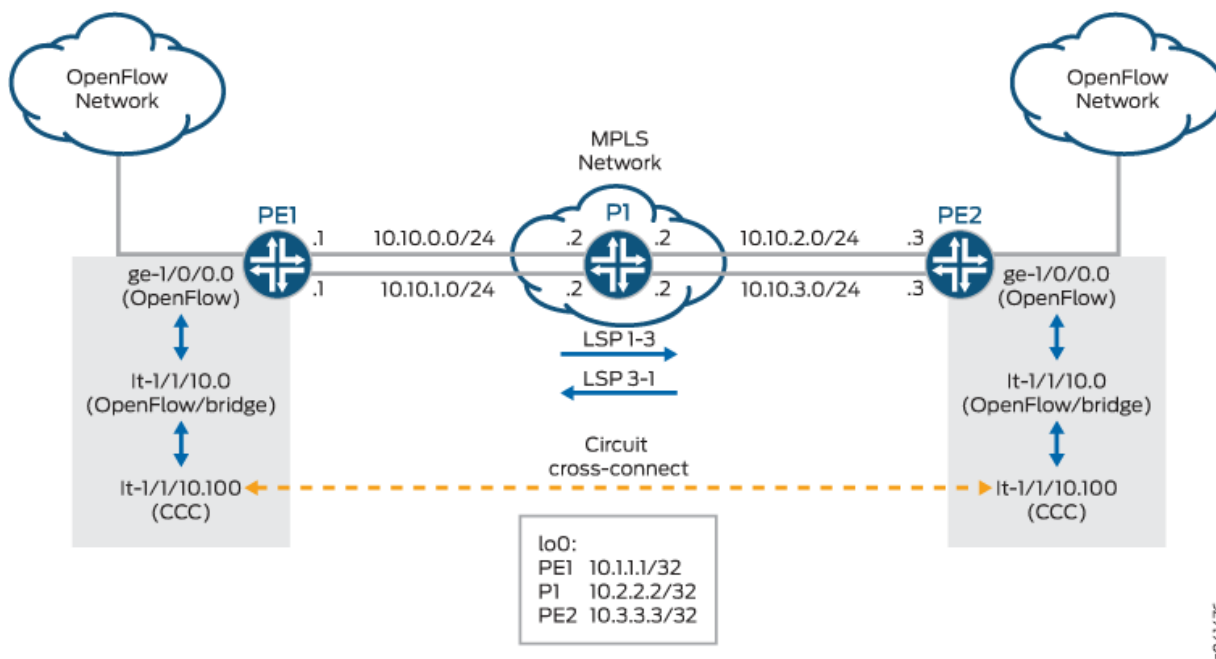 OpenFlow
Network
OpenFlow
Network
MPLS
Network
PE1
P1
PE2
.1
10.10.0.0/24
.2
.2
10.10.2.0/24
.3
.1
10.10.1.0/24
.2
.2
10.10.3.0/24
.3
ge-1/0/0.0
(OpenFlow)
lt-1/1/10.0
(OpenFlow/bridge)
lt-1/1/10.100
(CCC)
LSP 1-3
LSP 3-1
Circuit
cross-connect
ge-1/0/0.0
(OpenFlow)
lt-1/1/10.0
(OpenFlow/bridge)
lt-1/1/10.100
(CCC)
lo0:
PE1 10.1.1.1/32
P1 10.2.2.2/32
PE2 10.3.3.3/32